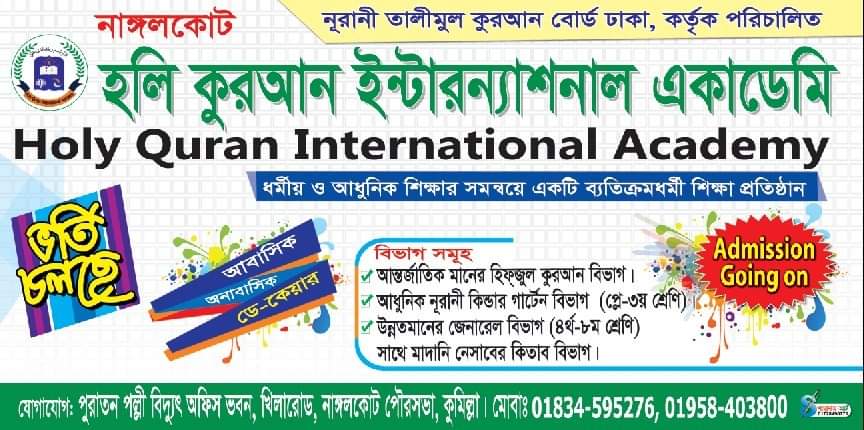 নাঙ্গলকোট
নূরানী তালীমুল কুরআন বোর্ড ঢাকা, কর্তৃক পরিচালিত
হলি কুরআন ইন্টারন্যাশনাল একাডেমি
Holy Quran International Academy
ধর্মীয় ও আধুনিক শিক্ষার সমন্বয়ে একটি ব্যতিক্রমধর্মী শিক্ষা প্রতিষ্ঠান
ভর্তি
চলছে
আবাসিক
অনাবাসিক
ডে-কেয়ার
বিভাগ সমূহ
✓ আন্তর্জাতিক মানের হিফ্জুল কুরআন বিভাগ।
✓ আধুনিক নূরানী কিন্ডার গার্টেন বিভাগ (প্লে-৩য় শ্রেণি)
✓ উন্নতমানের জেনারেল বিভাগ (৪র্থ-৮ম শ্রেণি)
সাথে মাদানি নেসাবের কিতাব বিভাগ।
Admission
Going on
যোগাযোগ: পুরাতন পল্লী বিদ্যুৎ অফিস ভবন, খিলারোড, নাঙ্গলকোট পৌরসভা, কুমিল্লা। মোবাঃ 01834-595276, 01958-403800